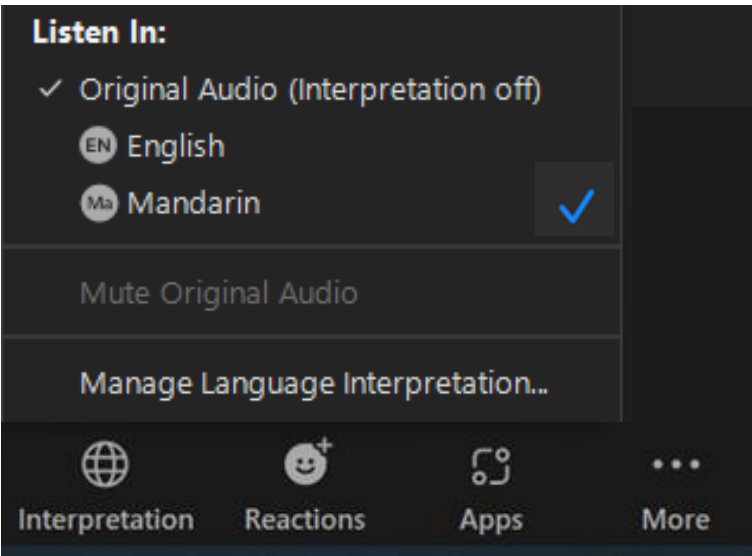 Listen In:
Original Audio (Interpretation off)
EN English
Ma Mandarin
Mute Original Audio
Manage Language Interpretation...
Interpretation Reactions Apps More